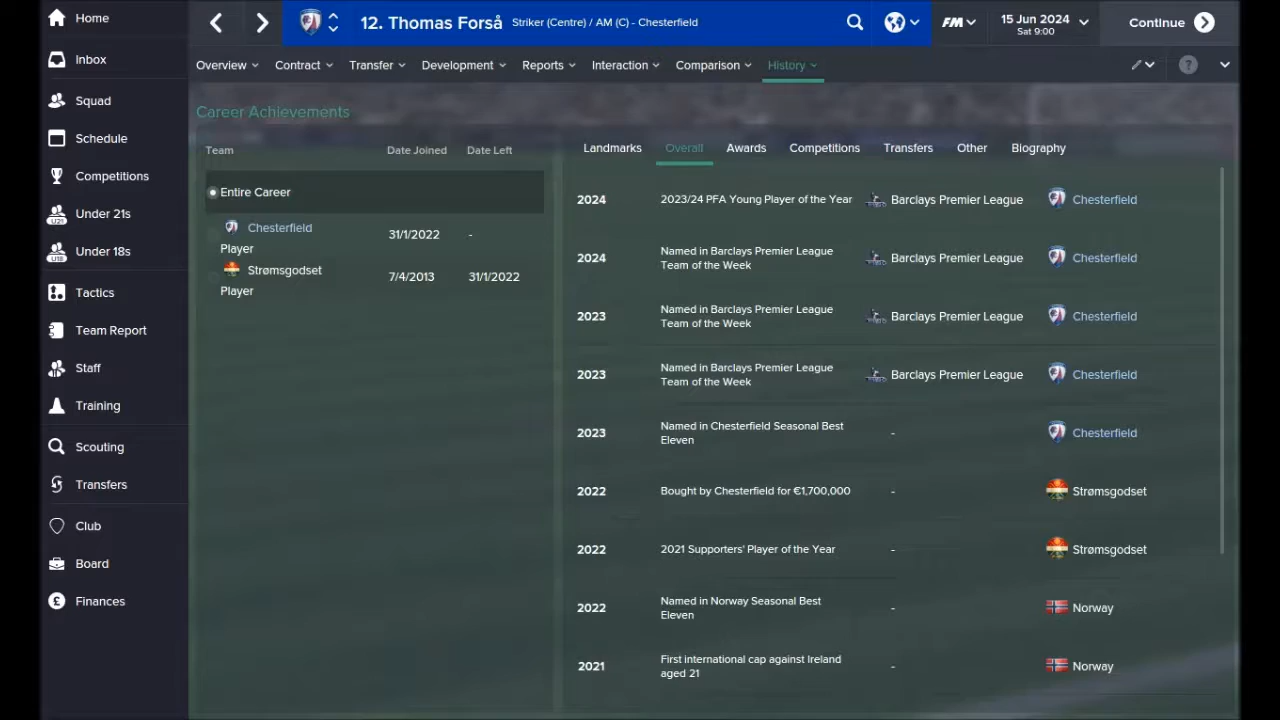 Home
12. Thomas Forså
Striker (Centre) / AM (C) - Chesterfield
FM
15 Jun 2024
Sat 9:00
Continue
Inbox
Squad
Schedule
Competitions
Under 21s
Under 18s
Tactics
Team Report
Staff
Training
Scouting
Transfers
Club
Board
Finances
Overview
Contract
Transfer
Development
Reports
Interaction
Comparison
History
?
Career Achievements
Team
Date Joined
Date Left
Entire Career
Chesterfield
Player
31/1/2022
-
Strømsgodset
Player
7/4/2013
31/1/2022
Landmarks
Overall
Awards
Competitions
Transfers
Other
Biography
2024
2023/24 PFA Young Player of the Year
Barclays Premier League
Chesterfield
2024
Named in Barclays Premier League
Team of the Week
Barclays Premier League
Chesterfield
2023
Named in Barclays Premier League
Team of the Week
Barclays Premier League
Chesterfield
2023
Named in Barclays Premier League
Team of the Week
Barclays Premier League
Chesterfield
2023
Named in Chesterfield Seasonal Best
Eleven
-
Chesterfield
2022
Bought by Chesterfield for €1,700,000
-
Strømsgodset
2022
2021 Supporters' Player of the Year
-
Strømsgodset
2022
Named in Norway Seasonal Best
Eleven
-
Norway
2021
First international cap against Ireland
aged 21
-
Norway